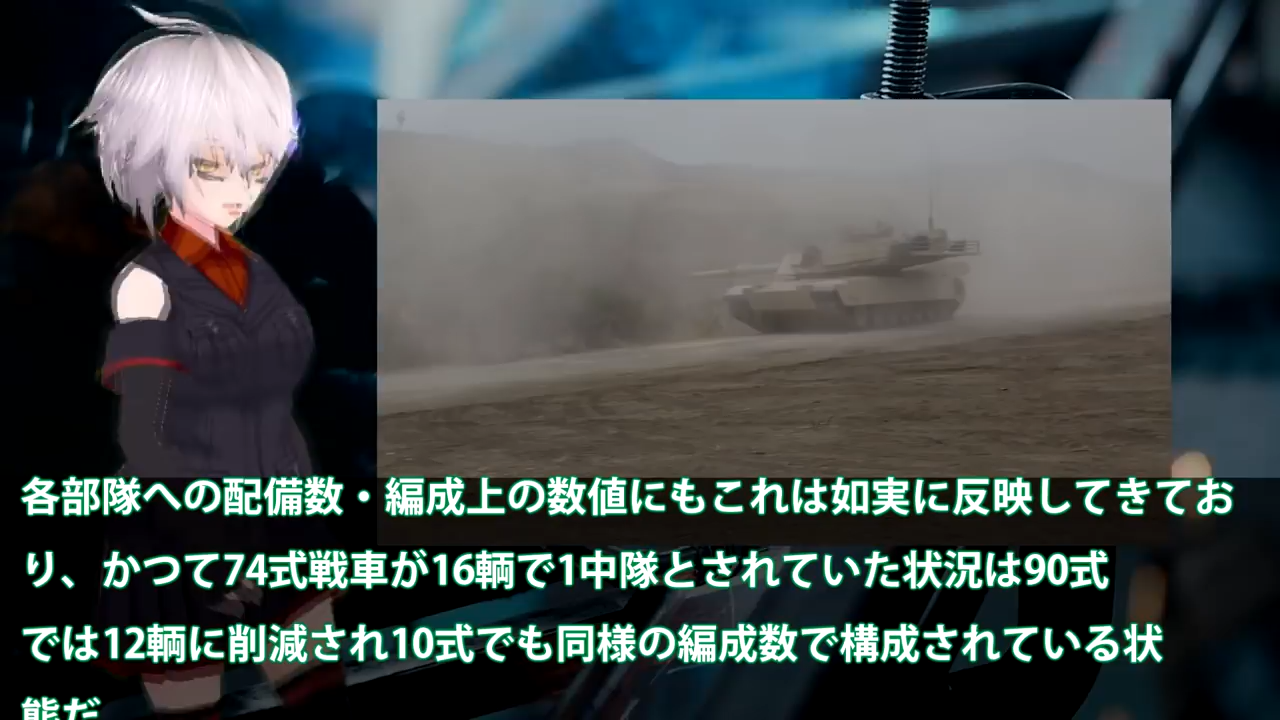 各部隊への配備数・編成上の数値にもこれは如実に反映してきてお
り、かつて74式戦車が16輌で1中隊とされていた状況は90式
では12輌に削減され10式でも同様の編成数で構成されている状
態だ